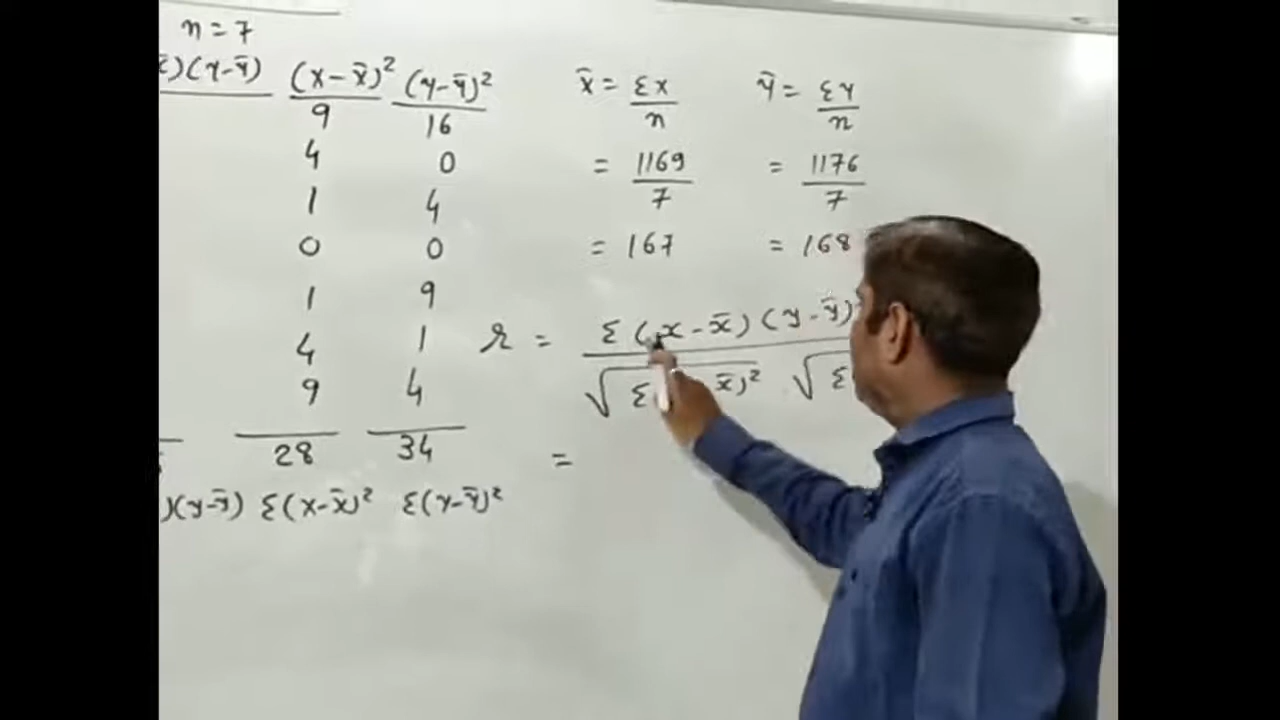 n = 7
x̄)(Y-Ȳ) (X-X̄)² (Y-Ȳ)²
9 16
4 0
1 4
0 0
1 9
4 1
9 4
28 34
)(Y-Ȳ) Σ(X-X̄)² Σ(Y-Ȳ)²
X̄ = ΣX / n
= 1169 / 7
= 167
Ȳ = ΣY / n
= 1176 / 7
= 168
r = Σ(x-x̄)(y-ȳ)
√Σ( x̄)² √Σ
=